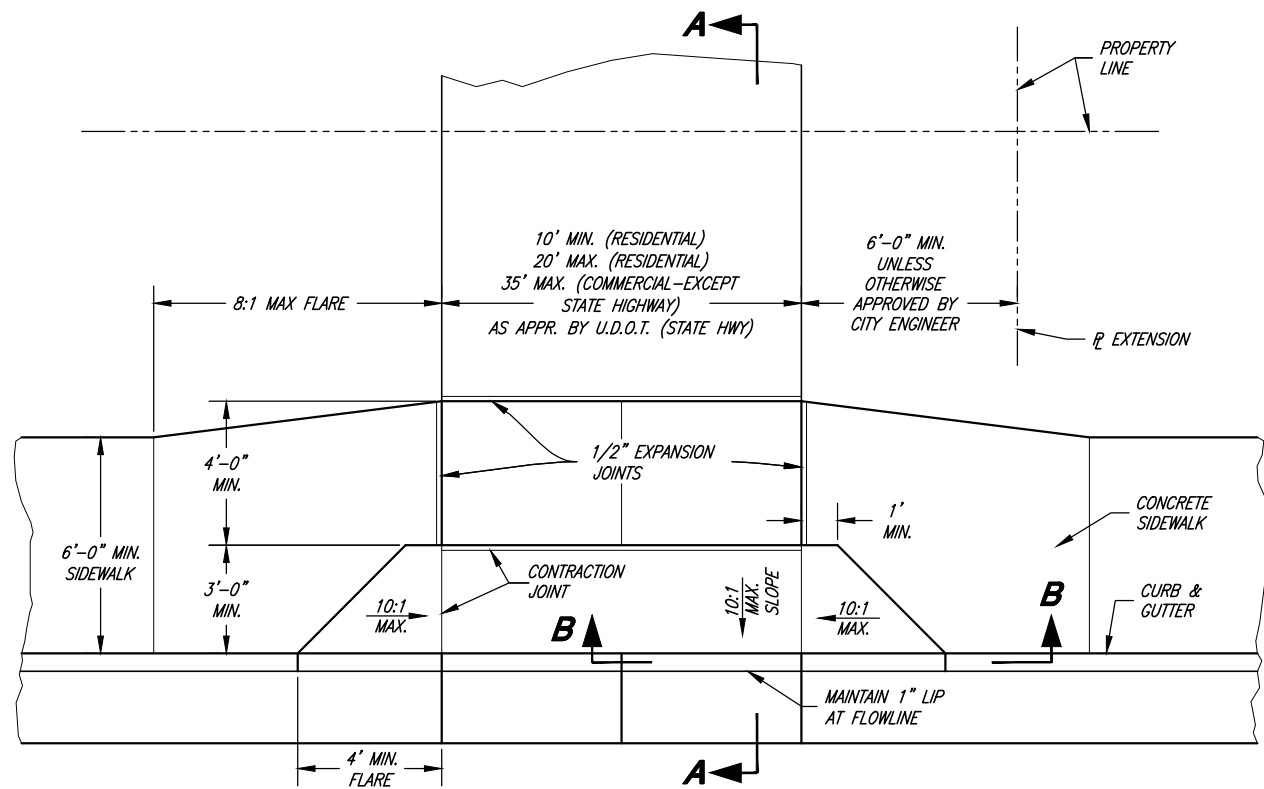 A
PROPERTY
LINE
10' MIN. (RESIDENTIAL)
20' MAX. (RESIDENTIAL)
35' MAX. (COMMERCIAL-EXCEPT
STATE HIGHWAY)
AS APPR. BY U.D.O.T. (STATE HWY)
6'-0" MIN.
UNLESS
OTHERWISE
APPROVED BY
CITY ENGINEER
8:1 MAX FLARE
℄ EXTENSION
1/2" EXPANSION
JOINTS
4'-0"
MIN.
1'
MIN.
CONCRETE
SIDEWALK
6'-0" MIN.
SIDEWALK
3'-0"
MIN.
CONTRACTION
JOINT
10:1
MAX.
10:1
MAX.
SLOPE
10:1
MAX.
CURB &
GUTTER
B
B
MAINTAIN 1" LIP
AT FLOWLINE
4' MIN.
FLARE
A